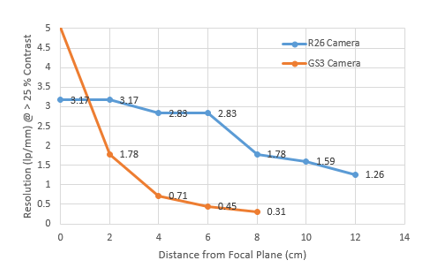 5
4.5
4
3.5
3
2.5
2
1.5
1
0.5
0
Resolution (lp/mm) @ > 25 % Contrast
R26 Camera
GS3 Camera
3.17 3.17 2.83 2.83 1.78 1.59 1.26
1.78 0.71 0.45 0.31
0 2 4 6 8 10 12 14
Distance from Focal Plane (cm)